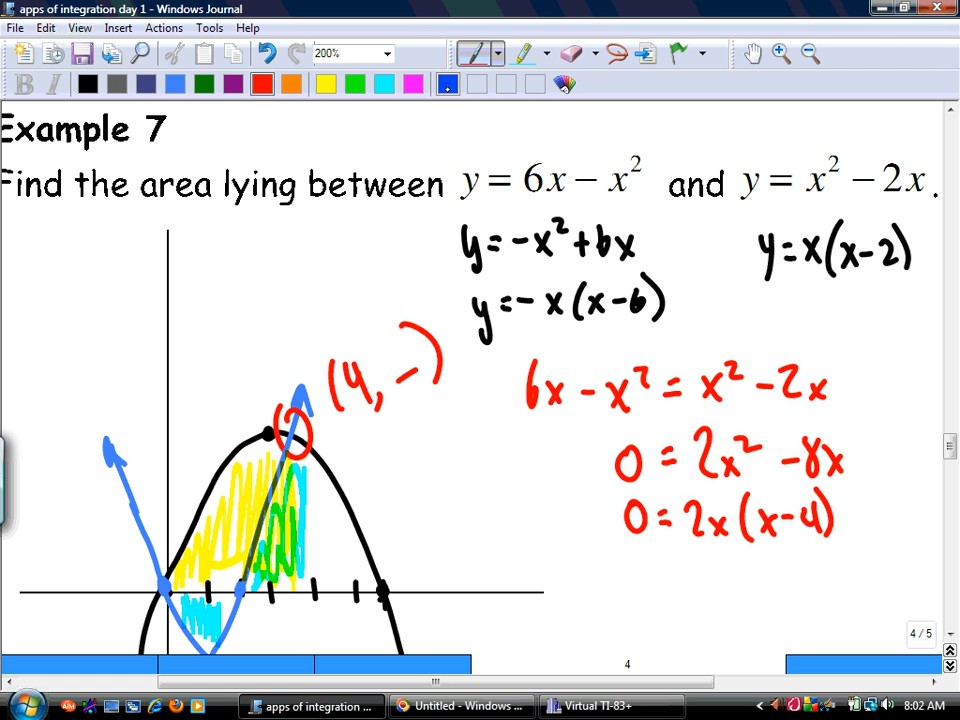 apps of integration day 1 - Windows Journal
File Edit View Insert Actions Tools Help
200%
B I
Example 7
Find the area lying between y = 6x − x² and y = x² − 2x.
y = -x² + 6x
y = x(x-2)
y = -x(x-6)
(4, -)
6x - x² = x² - 2x
0 = 2x² - 8x
0 = 2x(x-4)
4 / 5
4
apps of integration ...
Untitled - Windows ...
Virtual TI-83+
8:02 AM